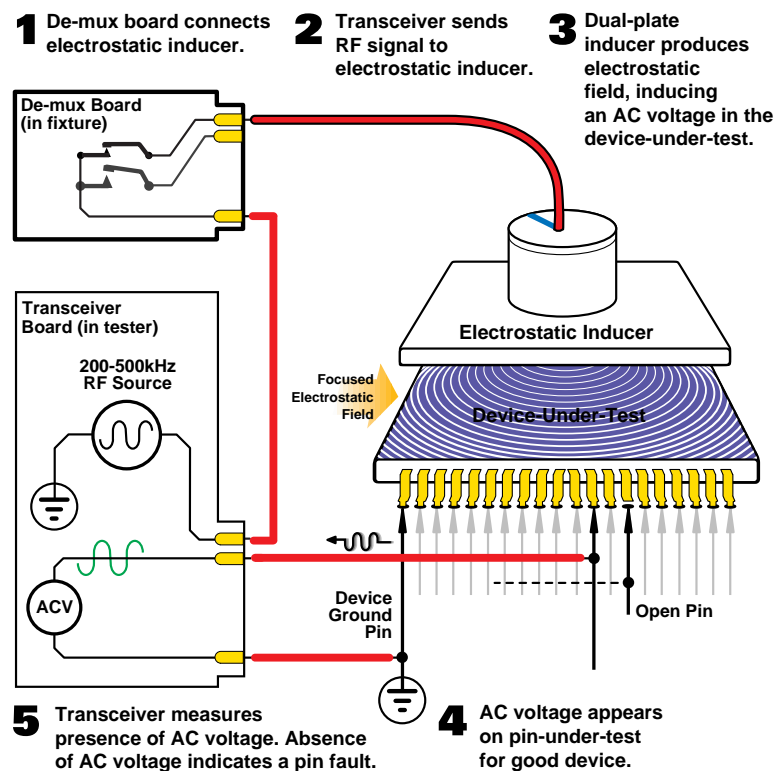 1 De-mux board connects
electrostatic inducer.
2 Transceiver sends
RF signal to
electrostatic inducer.
3 Dual-plate
inducer produces
electrostatic
field, inducing
an AC voltage in the
device-under-test.
De-mux Board
(in fixture)
Transceiver
Board (in tester)
200-500kHz
RF Source
ACV
Electrostatic Inducer
Focused
Electrostatic
Field
Device-Under-Test
Device
Ground
Pin
Open Pin
4 AC voltage appears
on pin-under-test
for good device.
5 Transceiver measures
presence of AC voltage. Absence
of AC voltage indicates a pin fault.